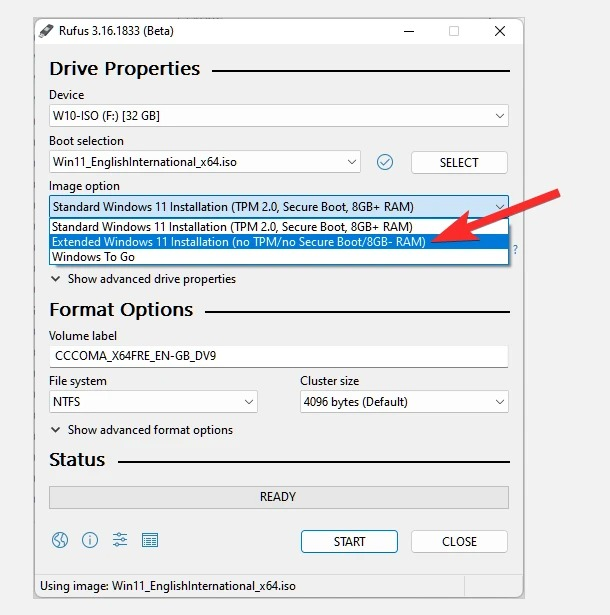 Rufus 3.16.1833 (Beta)
Drive Properties
Device
W10-ISO (F:) [32 GB]
Boot selection
Win11_EnglishInternational_x64.iso
SELECT
Image option
Standard Windows 11 Installation (TPM 2.0, Secure Boot, 8GB+ RAM)
Standard Windows 11 Installation (TPM 2.0, Secure Boot, 8GB+ RAM)
Extended Windows 11 Installation (no TPM/no Secure Boot/8GB- RAM)
?
Windows To Go
Show advanced drive properties
Format Options
Volume label
CCCOMA_X64FRE_EN-GB_DV9
File system Cluster size
NTFS 4096 bytes (Default)
Show advanced format options
Status
READY
START CLOSE
Using image: Win11_EnglishInternational_x64.iso